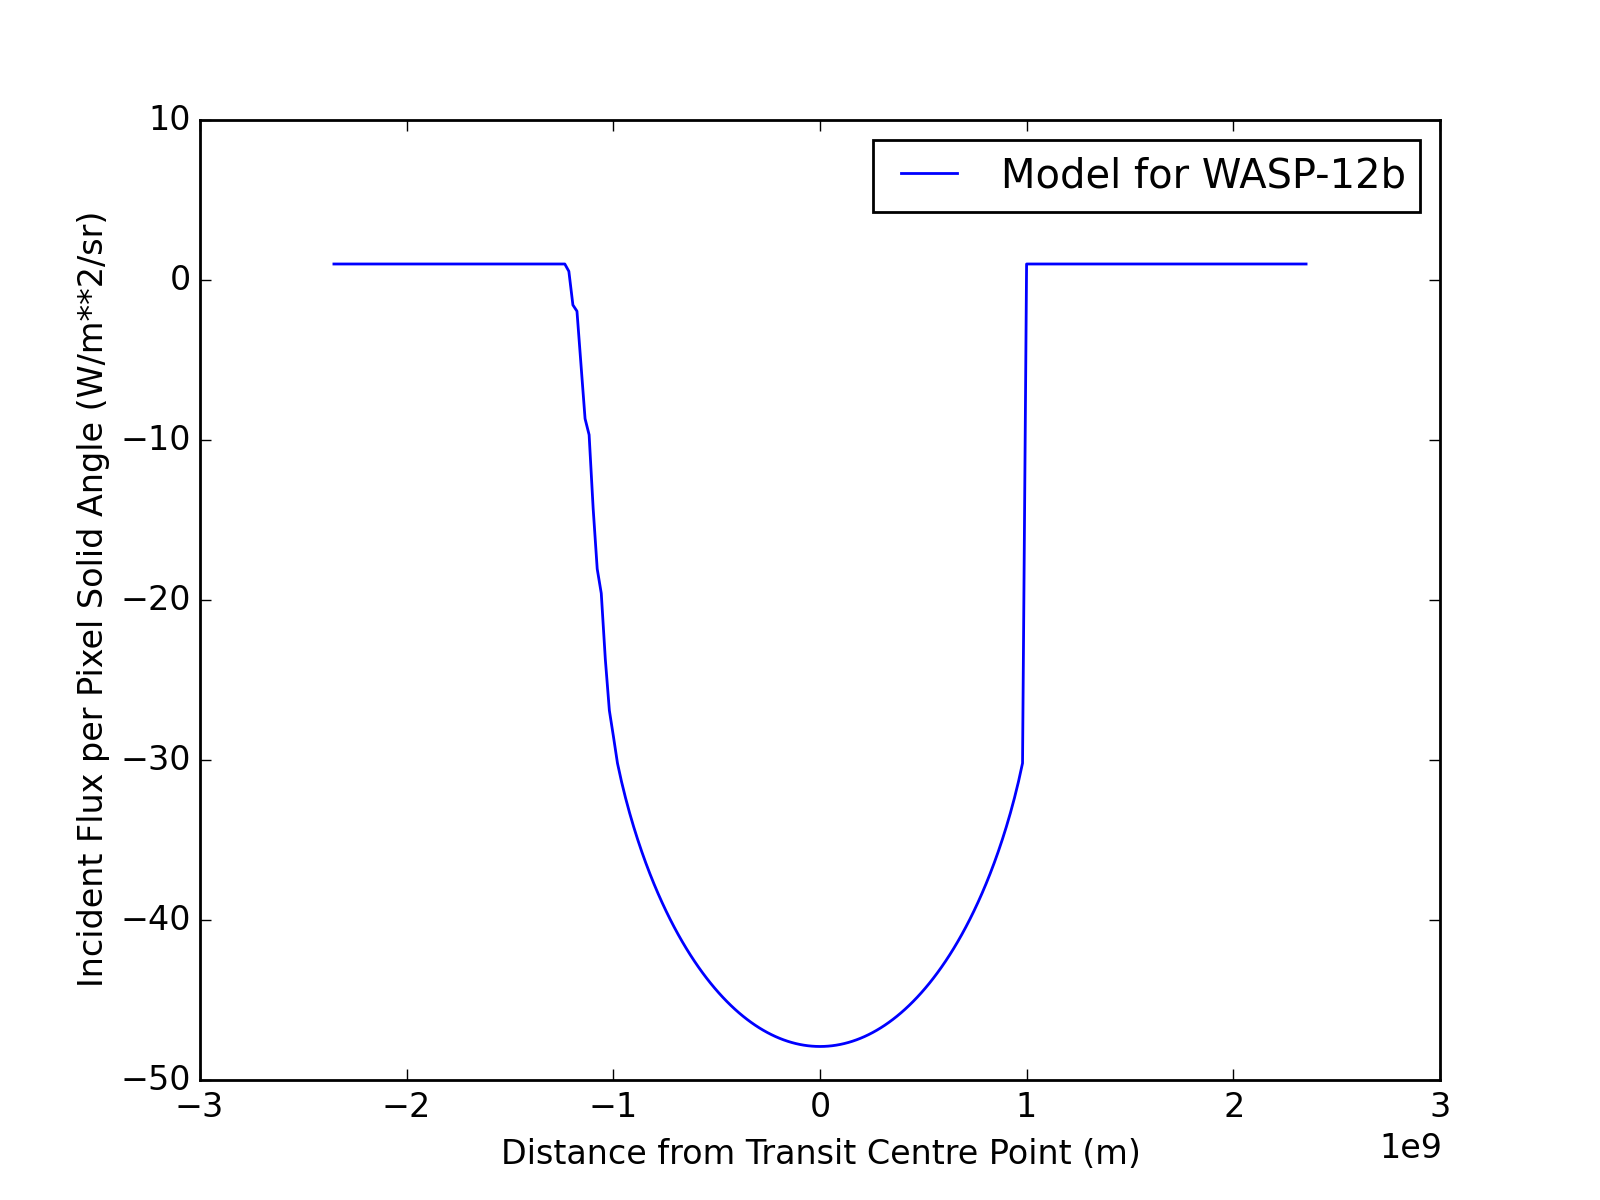 Model for WASP-12b
Incident Flux per Pixel Solid Angle (W/m**2/sr)
10
0
−10
−20
−30
−40
−50
−3 −2 −1 0 1 2 3
1e9
Distance from Transit Centre Point (m)